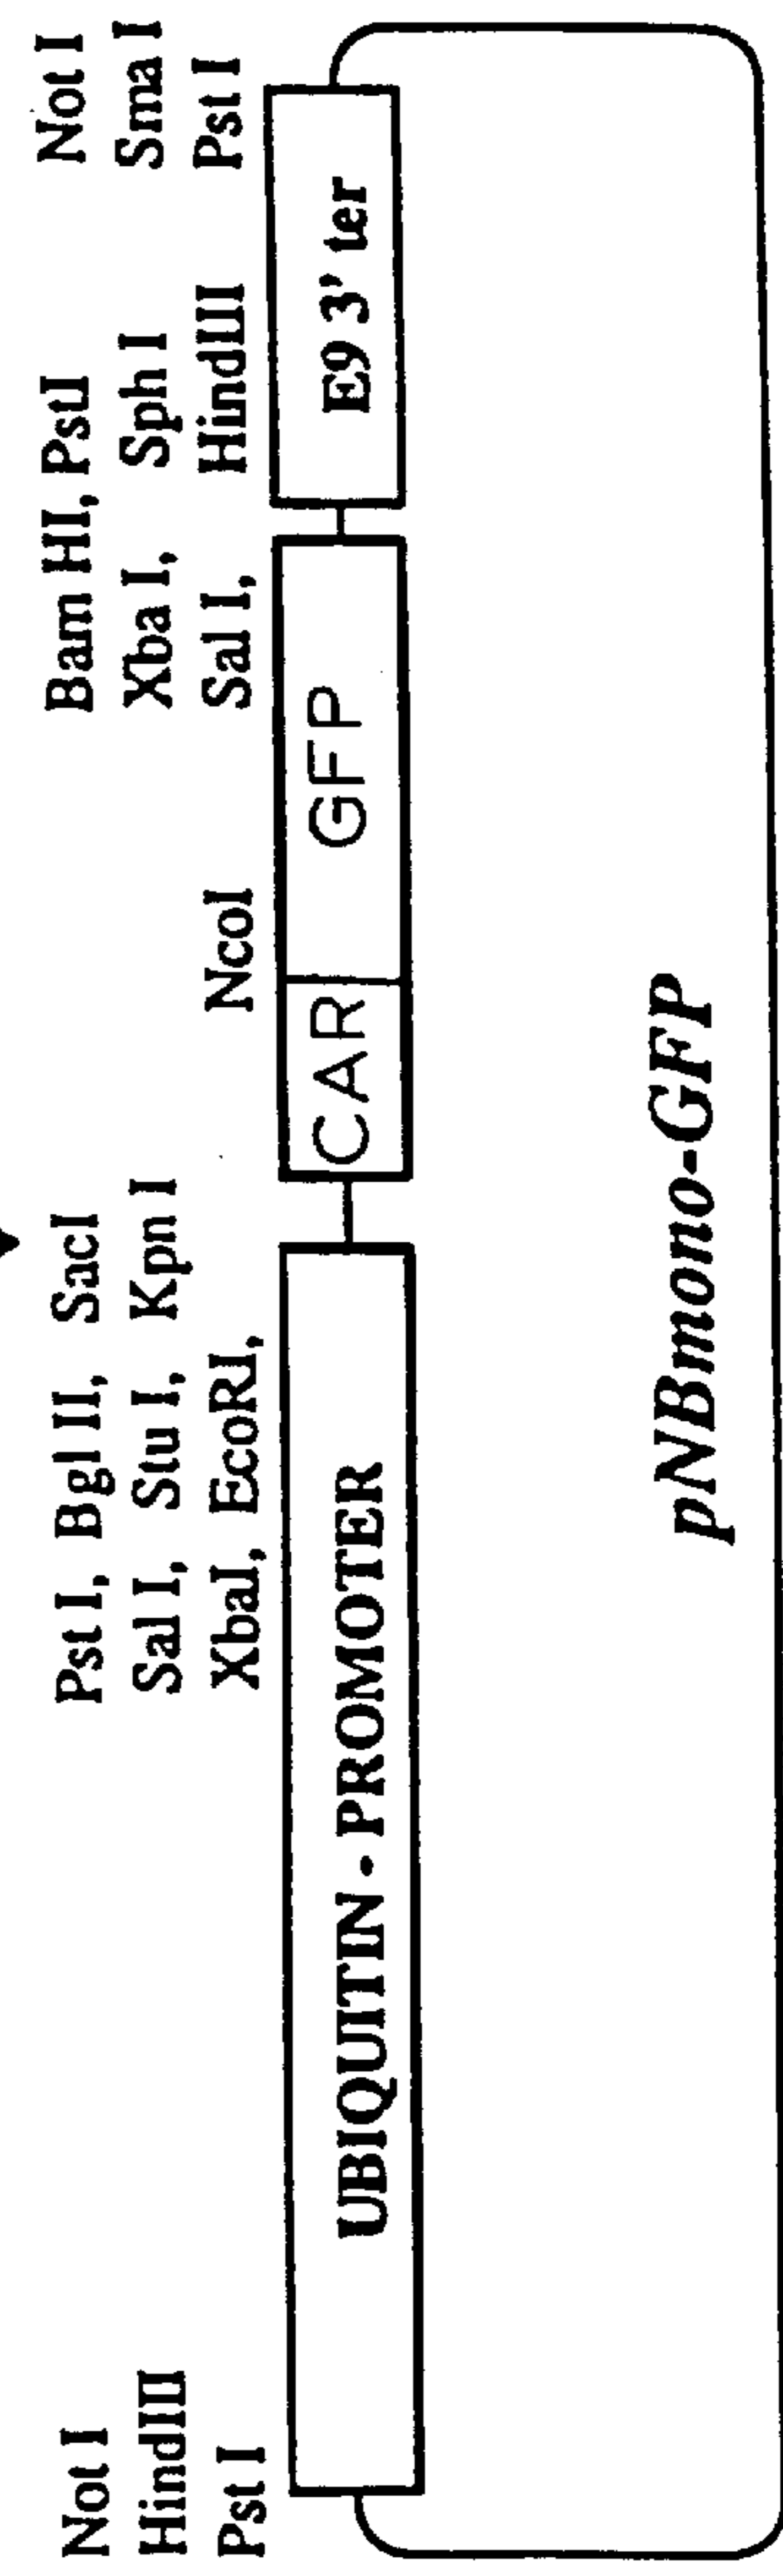 Not I
HindIII
Pst I
Pst I, Bgl II, SacI
Sal I, Stu I, Kpn I
XbaI, EcoRI,
NcoI
Bam HI, PstI
Xba I, Sph I
Sal I, HindIII
Not I
Sma I
Pst I
UBIQUITIN - PROMOTER
CAR
GFP
E9 3' ter
pNBmono-GFP